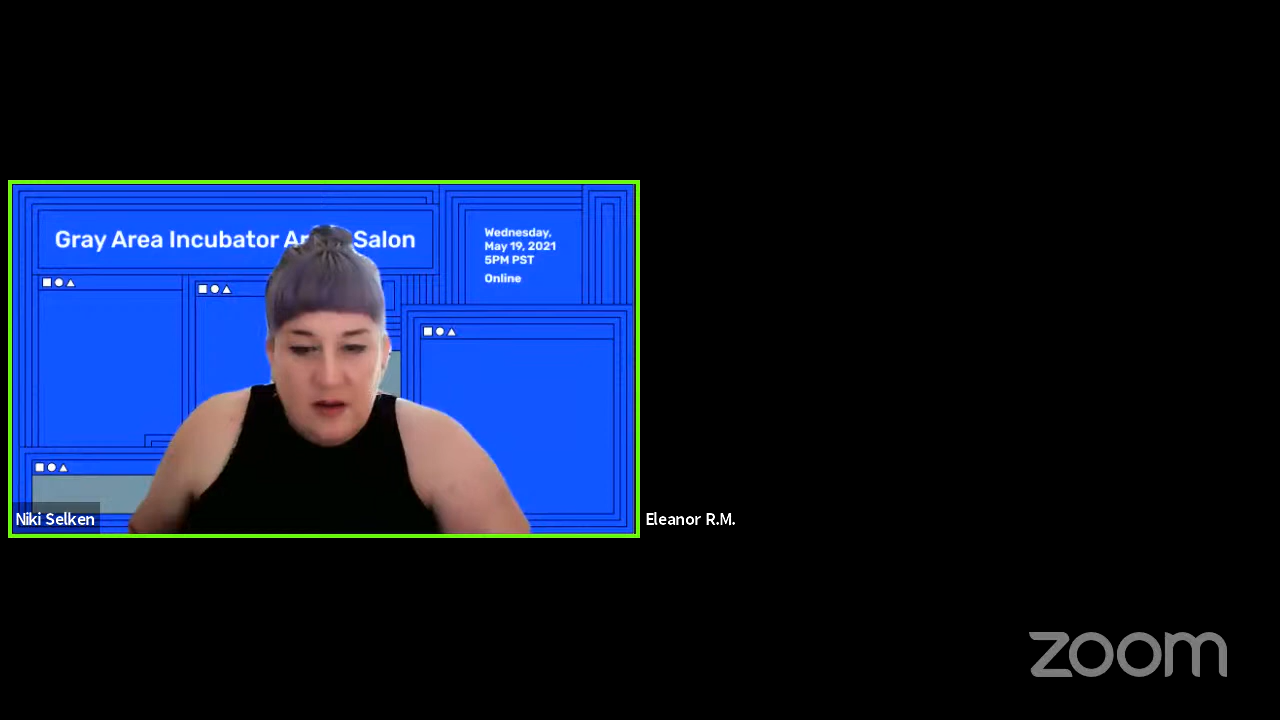 Gray Area Incubator Salon
Wednesday,
May 19, 2021
5PM PST
Online
Niki Selken
Eleanor R.M.
zoom